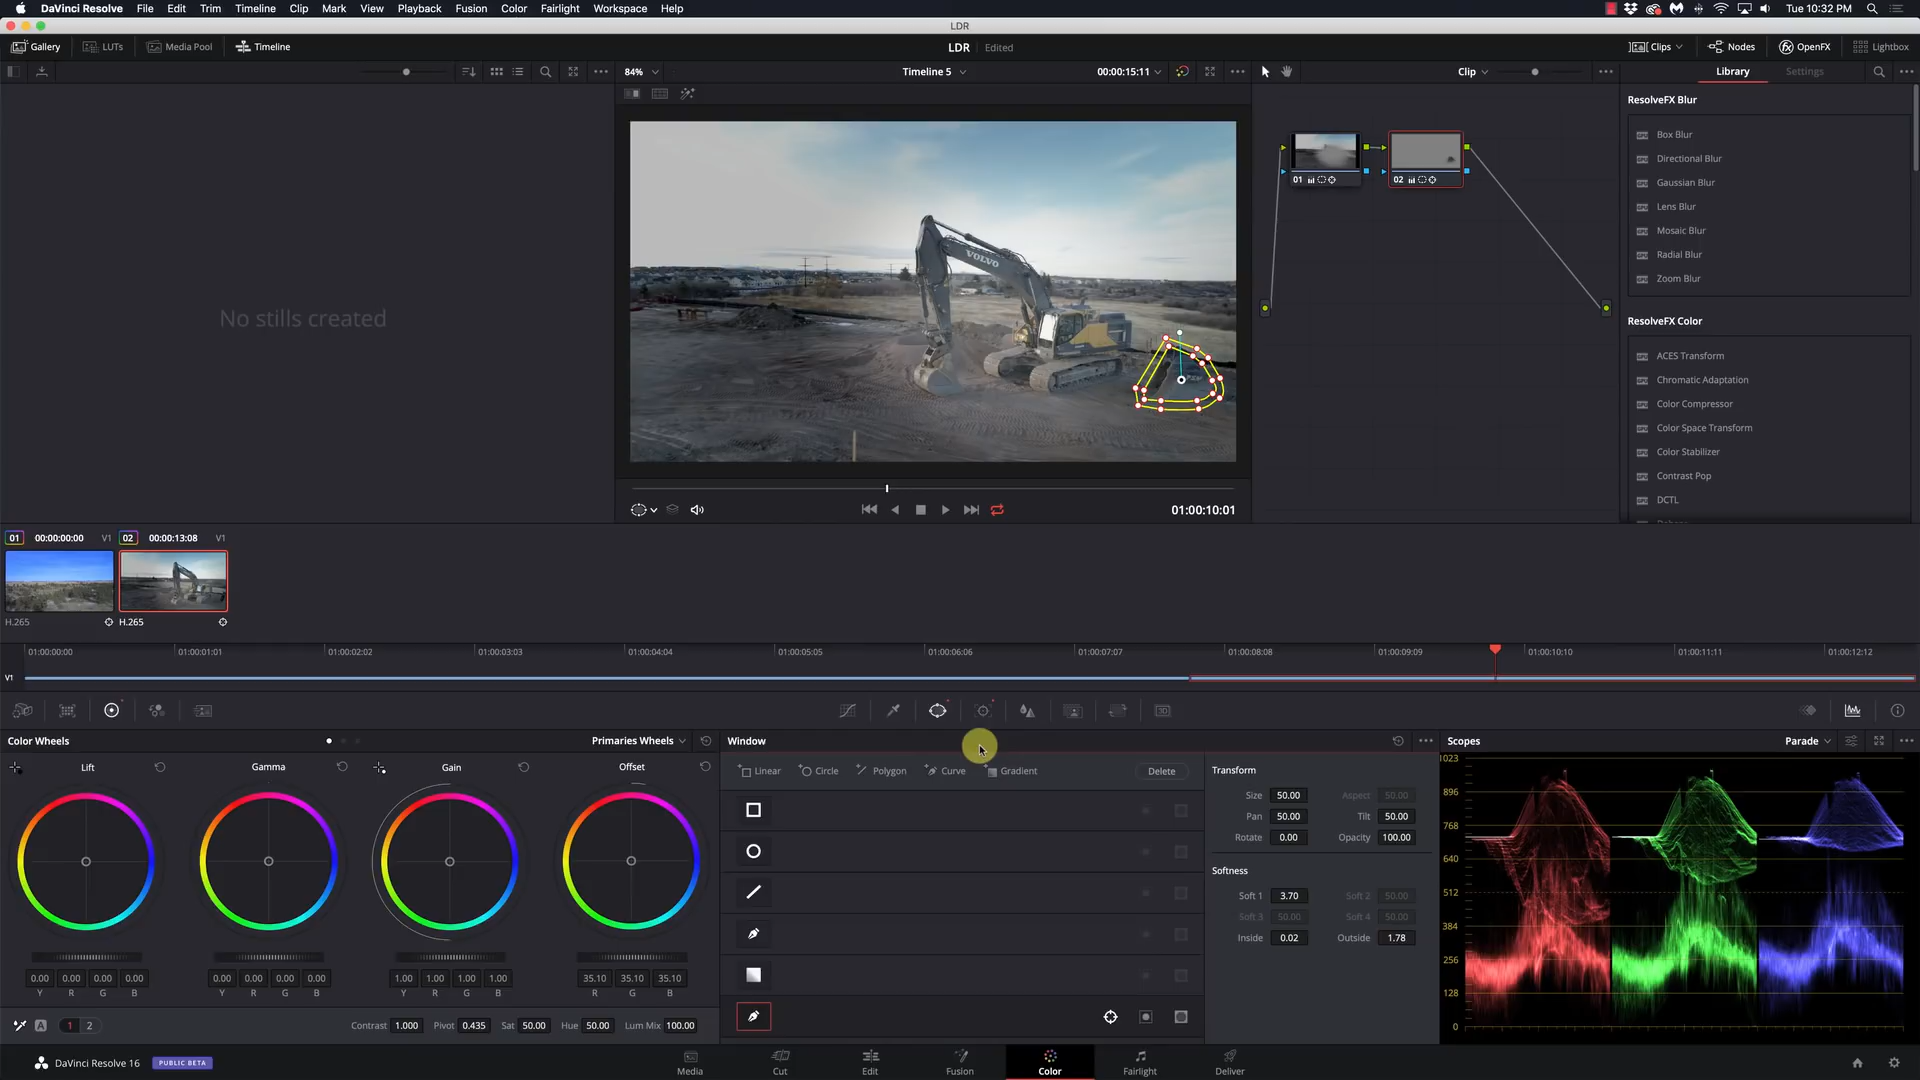 DaVinci Resolve File Edit Trim Timeline Clip Mark View Playback Fusion Color Fairlight Workspace Help
Tue 10:32 PM
LDR
Gallery LUTs Media Pool Timeline
LDR Edited
Clips Nodes OpenFX Lightbox
84%
Timeline 5
00:00:15:11
Clip
Library Settings
ResolveFX Blur
Box Blur
Directional Blur
Gaussian Blur
Lens Blur
Mosaic Blur
Radial Blur
Zoom Blur
ResolveFX Color
ACES Transform
Chromatic Adaptation
Color Compressor
Color Space Transform
Color Stabilizer
Contrast Pop
DCTL
No stills created
VOLVO
01
02
01:00:10:01
01 00:00:00:00 V1
02 00:00:13:08 V1
H.265
H.265
01:00:00:00 01:00:01:01 01:00:02:02 01:00:03:03 01:00:04:04 01:00:05:05 01:00:06:06 01:00:07:07 01:00:08:08 01:00:09:09 01:00:10:10 01:00:11:11 01:00:12:12
V1
Color Wheels
Primaries Wheels
Lift Gamma Gain Offset
0.00 0.00 0.00 0.00
Y R G B
0.00 0.00 0.00 0.00
Y R G B
1.00 1.00 1.00 1.00
Y R G B
35.10 35.10 35.10
R G B
A 1 2
Contrast 1.000 Pivot 0.435 Sat 50.00 Hue 50.00 Lum Mix 100.00
Window
Linear Circle Polygon Curve Gradient Delete
Transform
Size 50.00 Aspect 50.00
Pan 50.00 Tilt 50.00
Rotate 0.00 Opacity 100.00
Softness
Soft 1 3.70 Soft 2 50.00
Soft 3 50.00 Soft 4 50.00
Inside 0.02 Outside 1.78
Scopes
Parade
1023
896
768
640
512
384
256
128
0
DaVinci Resolve 16 PUBLIC BETA
Media Cut Edit Fusion Color Fairlight Deliver